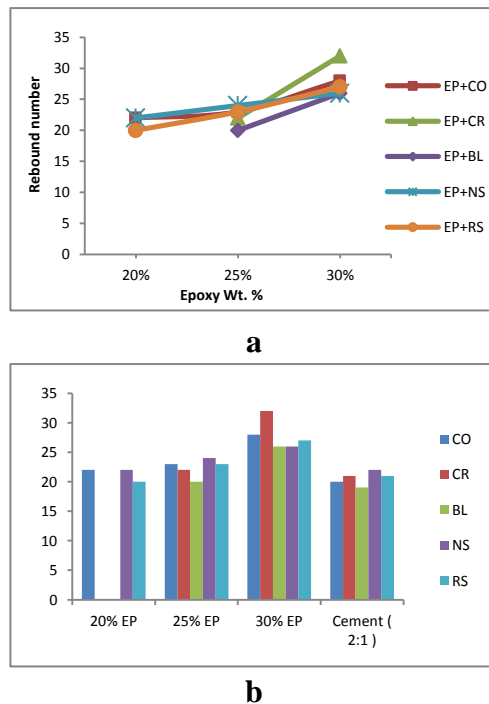 35
30
25
20
15
10
5
0
Rebound number
20% 25% 30%
Epoxy Wt. %
EP+CO
EP+CR
EP+BL
EP+NS
EP+RS
a
35
30
25
20
15
10
5
0
20% EP 25% EP 30% EP Cement (
2:1 )
CO
CR
BL
NS
RS
b